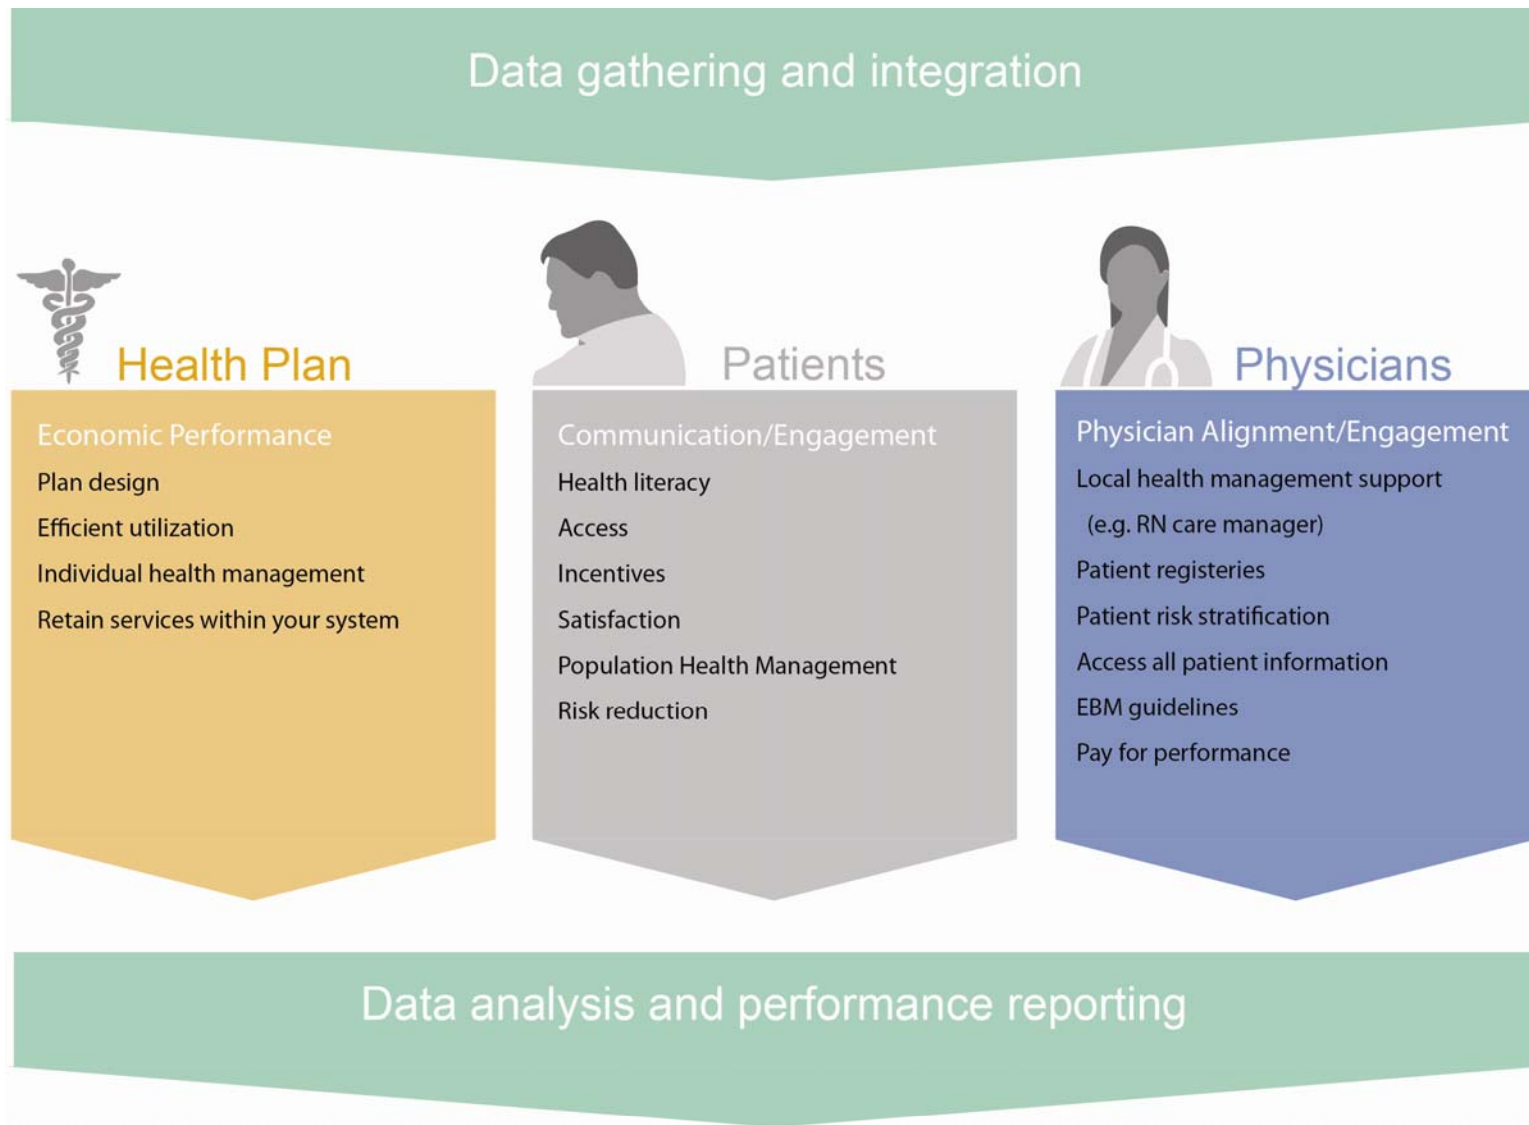 Data gathering and integration
Health Plan
Economic Performance
Plan design
Efficient utilization
Individual health management
Retain services within your system
Patients
Communication/Engagement
Health literacy
Access
Incentives
Satisfaction
Population Health Management
Risk reduction
Physicians
Physician Alignment/Engagement
Local health management support
(e.g. RN care manager)
Patient registeries
Patient risk stratification
Access all patient information
EBM guidelines
Pay for performance
Data analysis and performance reporting